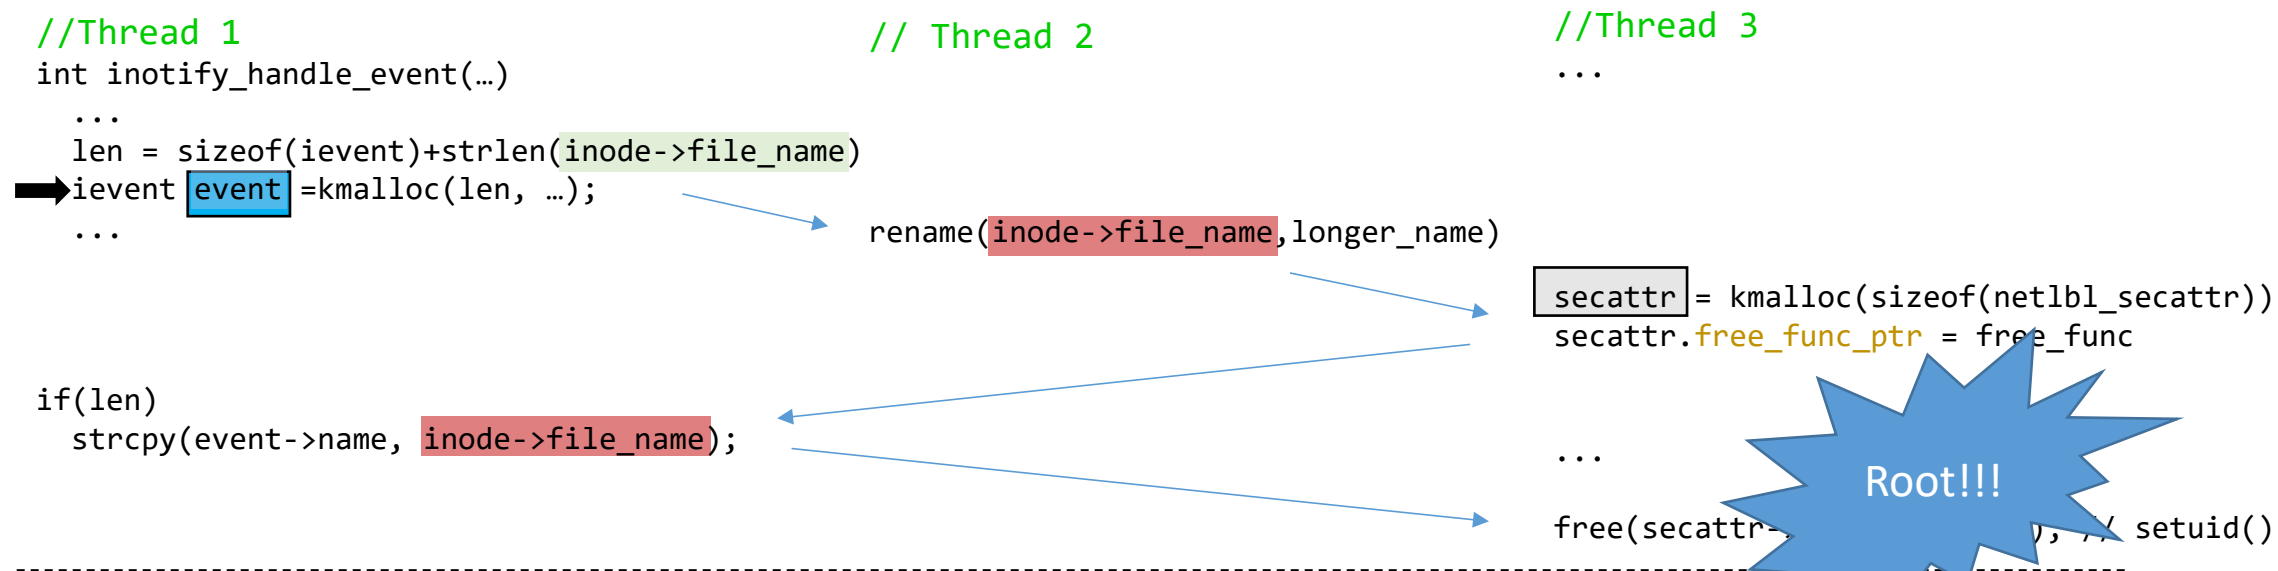 //Thread 1
int inotify_handle_event(…)
...
len = sizeof(ievent)+strlen(inode->file_name)
ievent event =kmalloc(len, …);
...
if(len)
strcpy(event->name, inode->file_name);
// Thread 2
rename(inode->file_name,longer_name)
//Thread 3
...
secattr = kmalloc(sizeof(netlbl_secattr))
secattr.free_func_ptr = free_func
...
Root!!!
free(secattr- ), // setuid()